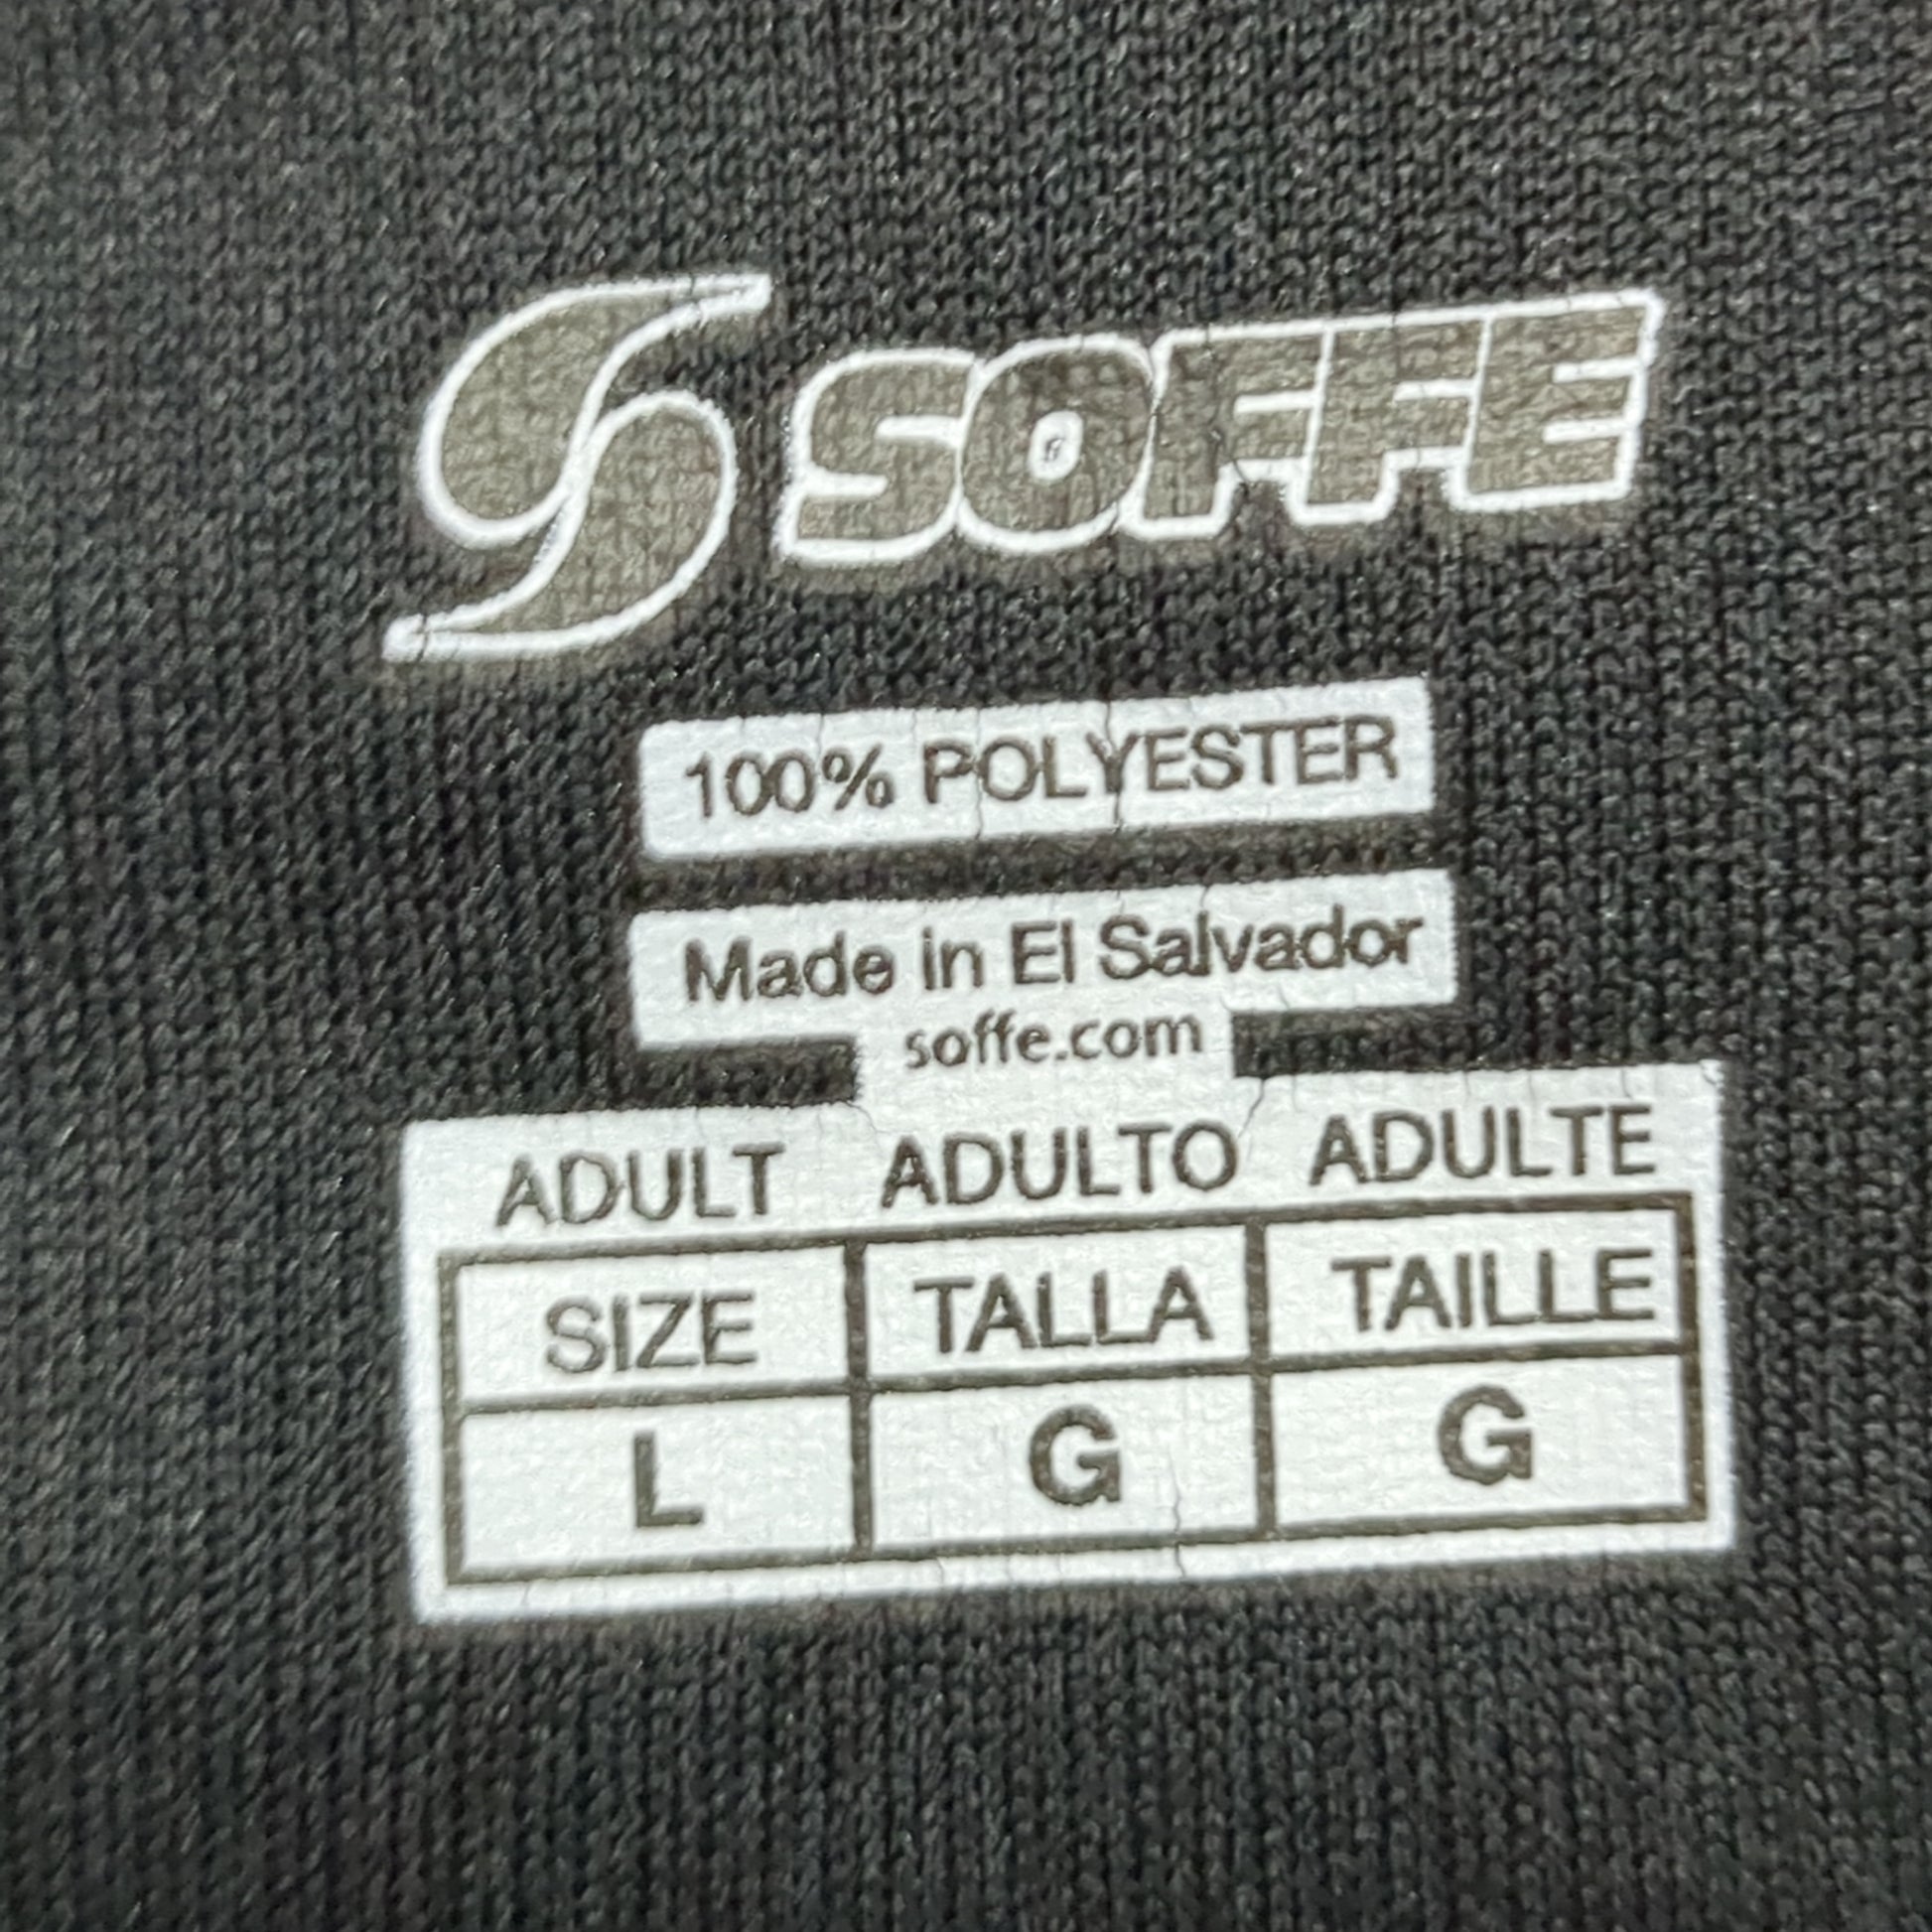 SOFFE
100% POLYESTER
Made in El Salvador
soffe.com
ADULT ADULTO ADULTE
SIZE TALLA TAILLE
L G G